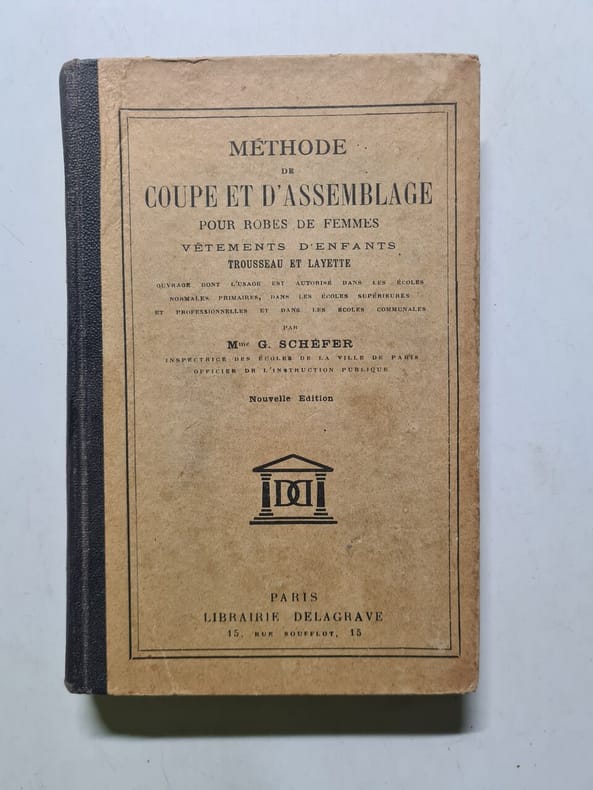 MÉTHODE
DE
COUPE ET D'ASSEMBLAGE
POUR ROBES DE FEMMES
VÊTEMENTS D'ENFANTS
TROUSSEAU ET LAYETTE
OUVRAGE DONT L'USAGE EST AUTORISÉ DANS LES ÉCOLES
NORMALES PRIMAIRES, DANS LES ÉCOLES SUPÉRIEURES
ET PROFESSIONNELLES ET DANS LES ÉCOLES COMMUNALES
PAR
Mme G. SCHÉFER
INSPECTRICE DES ÉCOLES DE LA VILLE DE PARIS
OFFICIER DE L'INSTRUCTION PUBLIQUE
Nouvelle Edition
PARIS
LIBRAIRIE DELAGRAVE
15, RUE SOUFFLOT, 15